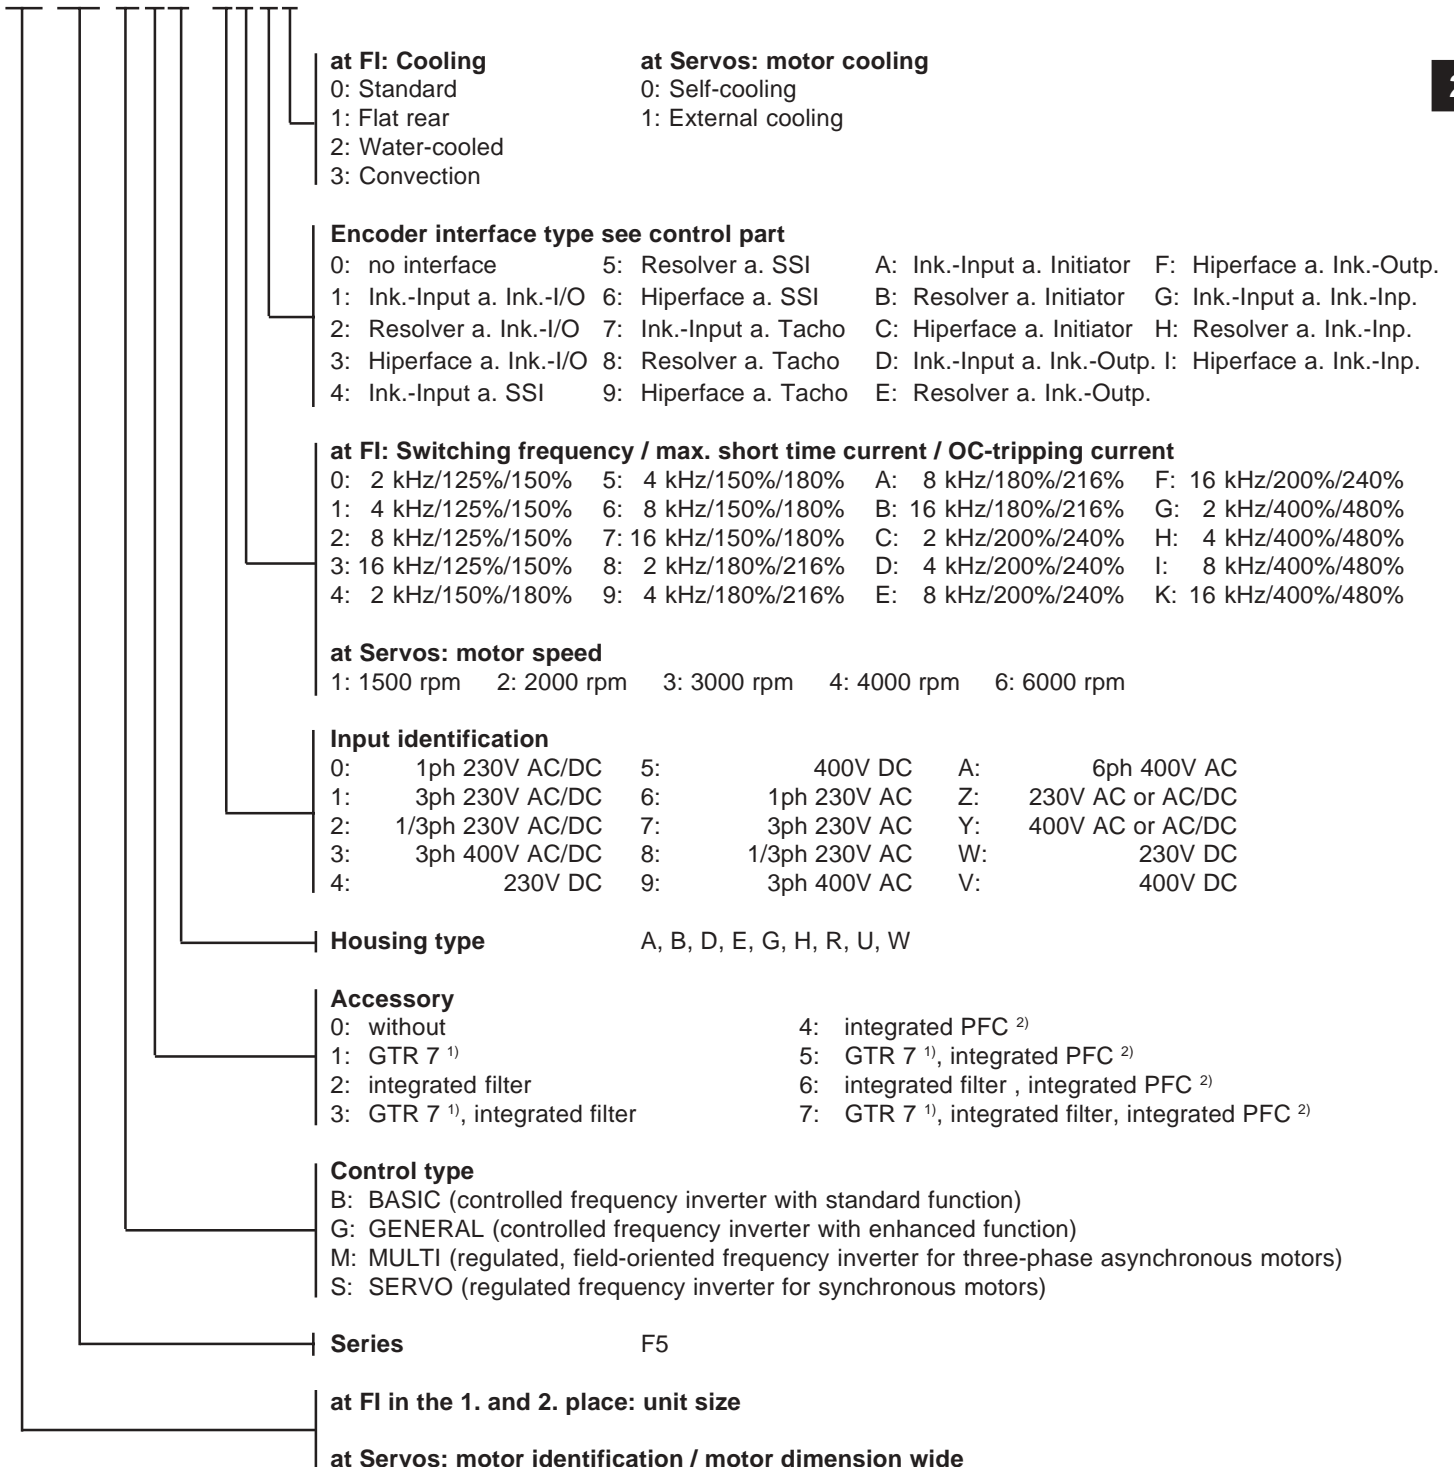 at FI: Cooling at Servos: motor cooling
0: Standard 0: Self-cooling
1: Flat rear 1: External cooling
2: Water-cooled
3: Convection
Encoder interface type see control part
0: no interface 5: Resolver a. SSI A: Ink.-Input a. Initiator F: Hiperface a. Ink.-Outp.
1: Ink.-Input a. Ink.-I/O 6: Hiperface a. SSI B: Resolver a. Initiator G: Ink.-Input a. Ink.-Inp.
2: Resolver a. Ink.-I/O 7: Ink.-Input a. Tacho C: Hiperface a. Initiator H: Resolver a. Ink.-Inp.
3: Hiperface a. Ink.-I/O 8: Resolver a. Tacho D: Ink.-Input a. Ink.-Outp. I: Hiperface a. Ink.-Inp.
4: Ink.-Input a. SSI 9: Hiperface a. Tacho E: Resolver a. Ink.-Outp.
at FI: Switching frequency / max. short time current / OC-tripping current
0: 2 kHz/125%/150% 5: 4 kHz/150%/180% A: 8 kHz/180%/216% F: 16 kHz/200%/240%
1: 4 kHz/125%/150% 6: 8 kHz/150%/180% B: 16 kHz/180%/216% G: 2 kHz/400%/480%
2: 8 kHz/125%/150% 7: 16 kHz/150%/180% C: 2 kHz/200%/240% H: 4 kHz/400%/480%
3: 16 kHz/125%/150% 8: 2 kHz/180%/216% D: 4 kHz/200%/240% I: 8 kHz/400%/480%
4: 2 kHz/150%/180% 9: 4 kHz/180%/216% E: 8 kHz/200%/240% K: 16 kHz/400%/480%
at Servos: motor speed
1: 1500 rpm 2: 2000 rpm 3: 3000 rpm 4: 4000 rpm 6: 6000 rpm
Input identification
0: 1ph 230V AC/DC 5: 400V DC A: 6ph 400V AC
1: 3ph 230V AC/DC 6: 1ph 230V AC Z: 230V AC or AC/DC
2: 1/3ph 230V AC/DC 7: 3ph 230V AC Y: 400V AC or AC/DC
3: 3ph 400V AC/DC 8: 1/3ph 230V AC W: 230V DC
4: 230V DC 9: 3ph 400V AC V: 400V DC
Housing type A, B, D, E, G, H, R, U, W
Accessory
0: without 4: integrated PFC 2)
1: GTR 7 1) 5: GTR 7 1), integrated PFC 2)
2: integrated filter 6: integrated filter , integrated PFC 2)
3: GTR 7 1), integrated filter 7: GTR 7 1), integrated filter, integrated PFC 2)
Control type
B: BASIC (controlled frequency inverter with standard function)
G: GENERAL (controlled frequency inverter with enhanced function)
M: MULTI (regulated, field-oriented frequency inverter for three-phase asynchronous motors)
S: SERVO (regulated frequency inverter for synchronous motors)
Series F5
at FI in the 1. and 2. place: unit size
at Servos: motor identification / motor dimension wide